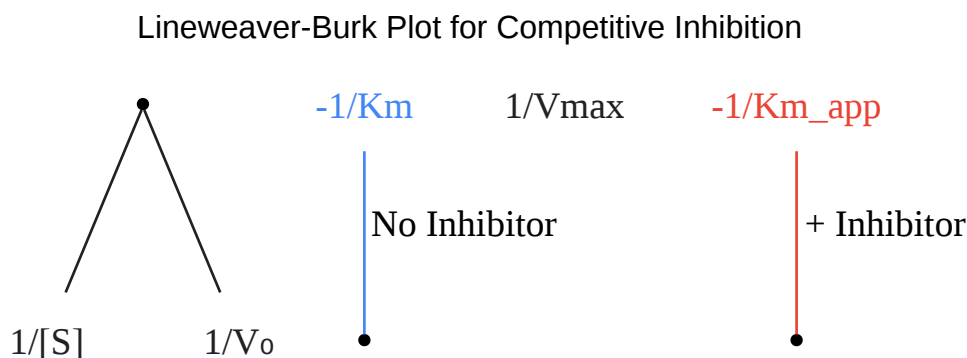 Lineweaver-Burk Plot for Competitive Inhibition
-1/Km
1/Vmax
-1/Km_app
No Inhibitor
+ Inhibitor
1/[S]
1/V₀